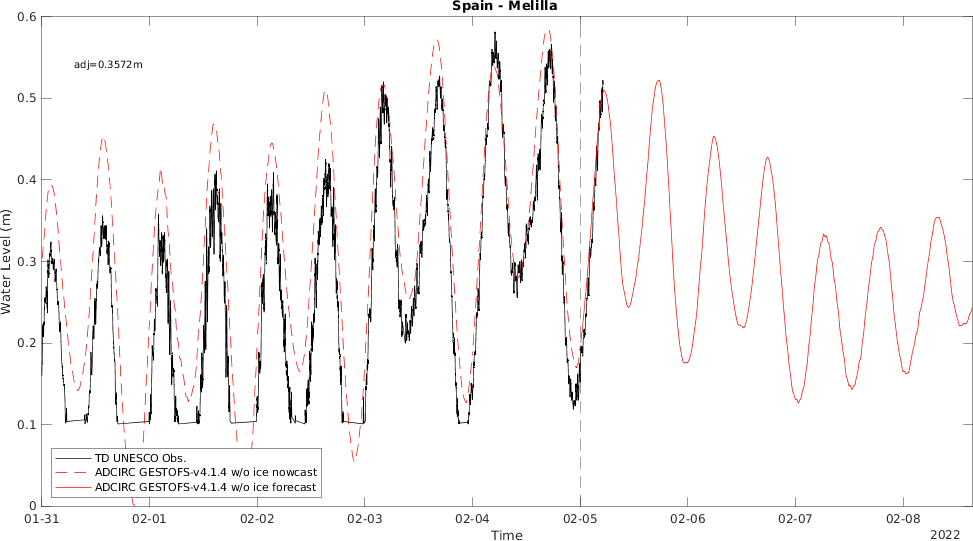 Spain - Melilla
adj=0.3572m
Water Level (m)
0.6
0.5
0.4
0.3
0.2
0.1
0
TD UNESCO Obs.
ADCIRC GESTOFS-v4.1.4 w/o ice nowcast
ADCIRC GESTOFS-v4.1.4 w/o ice forecast
01-31 02-01 02-02 02-03 02-04 02-05 02-06 02-07 02-08
Time
2022